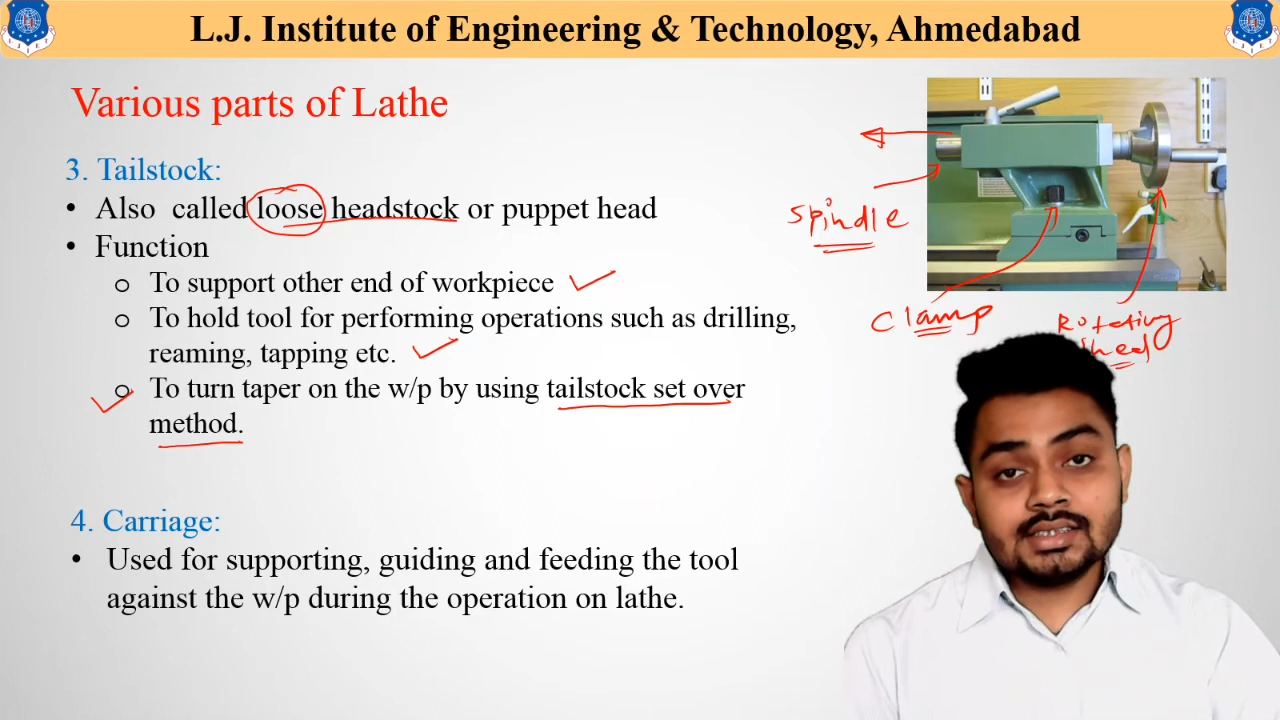 L.J. Institute of Engineering & Technology, Ahmedabad
Various parts of Lathe
3. Tailstock:
• Also called loose headstock or puppet head
• Function
o To support other end of workpiece
o To hold tool for performing operations such as drilling,
reaming, tapping etc.
o To turn taper on the w/p by using tailstock set over
method.
4. Carriage:
• Used for supporting, guiding and feeding the tool
against the w/p during the operation on lathe.
Spindle
Clamp
Rotating